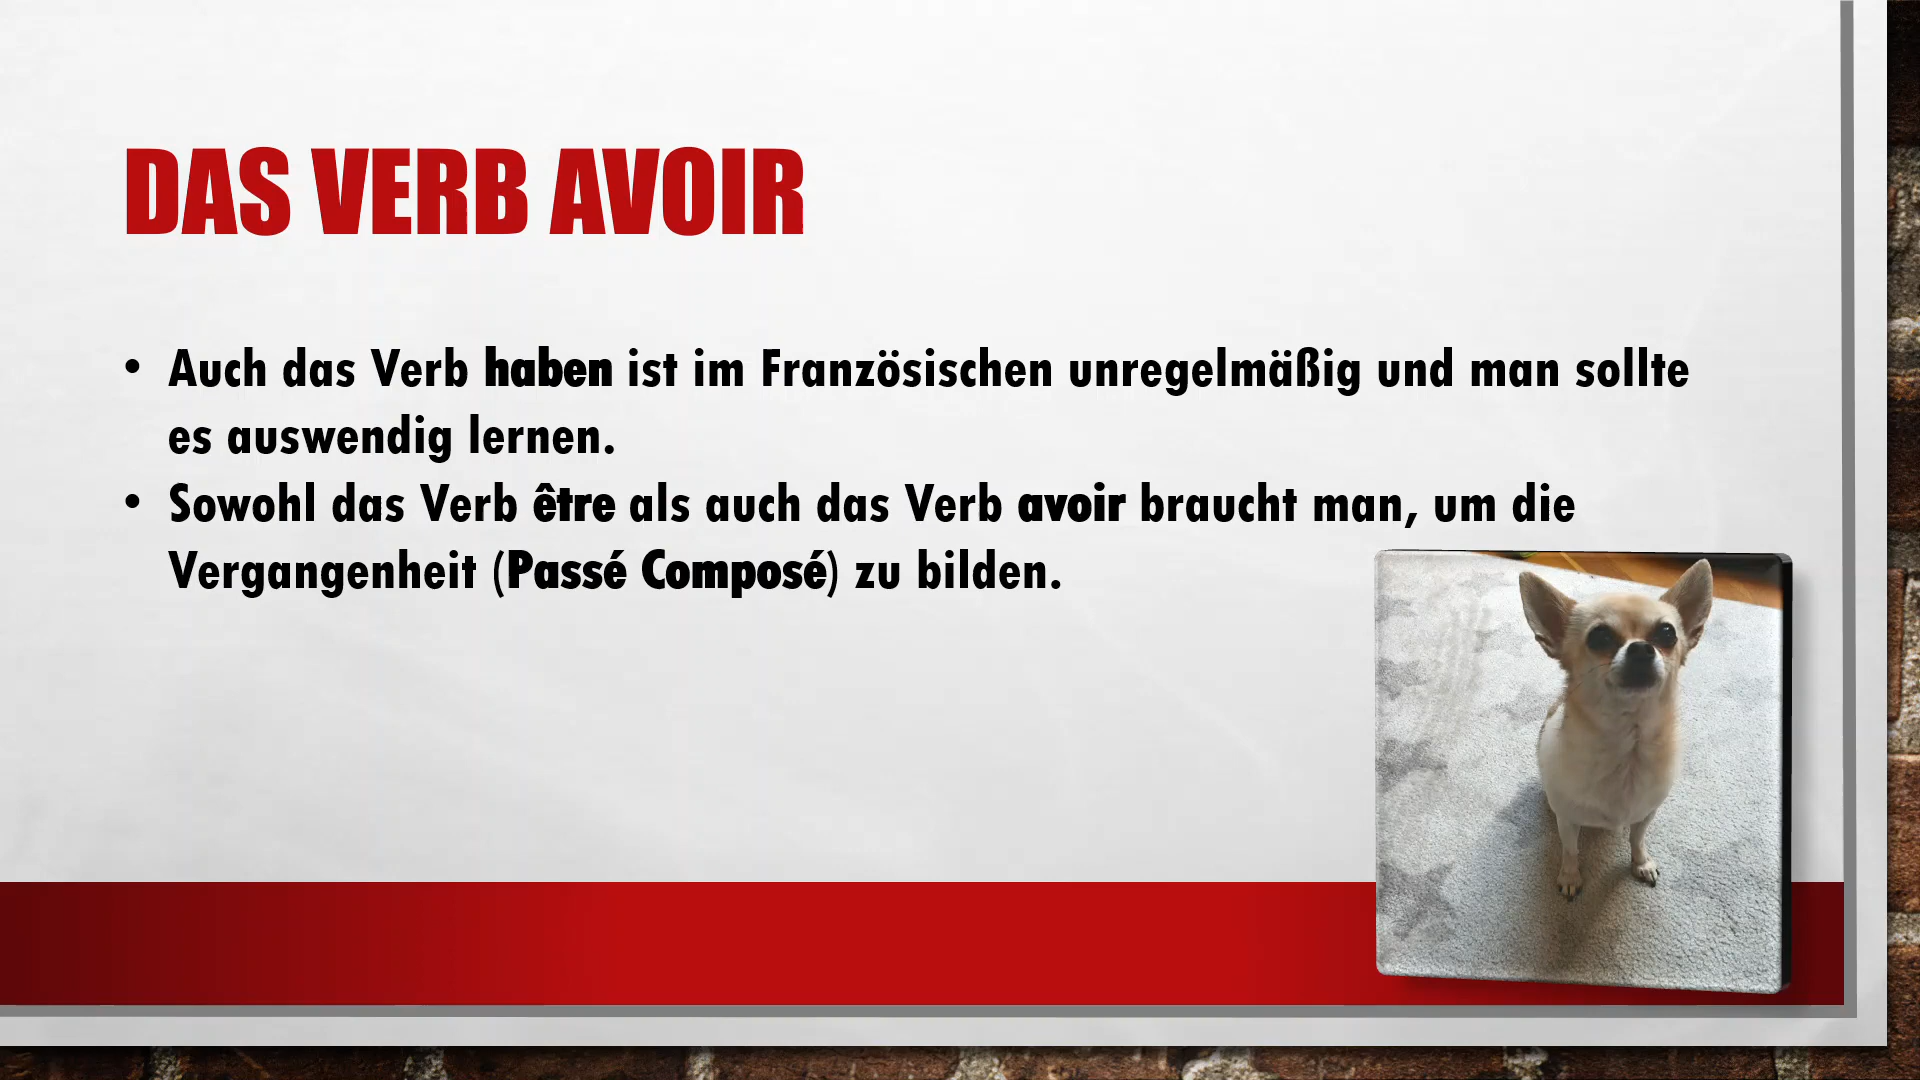 DAS VERB AVOIR
• Auch das Verb haben ist im Französischen unregelmäßig und man sollte
es auswendig lernen.
• Sowohl das Verb être als auch das Verb avoir braucht man, um die
Vergangenheit (Passé Composé) zu bilden.